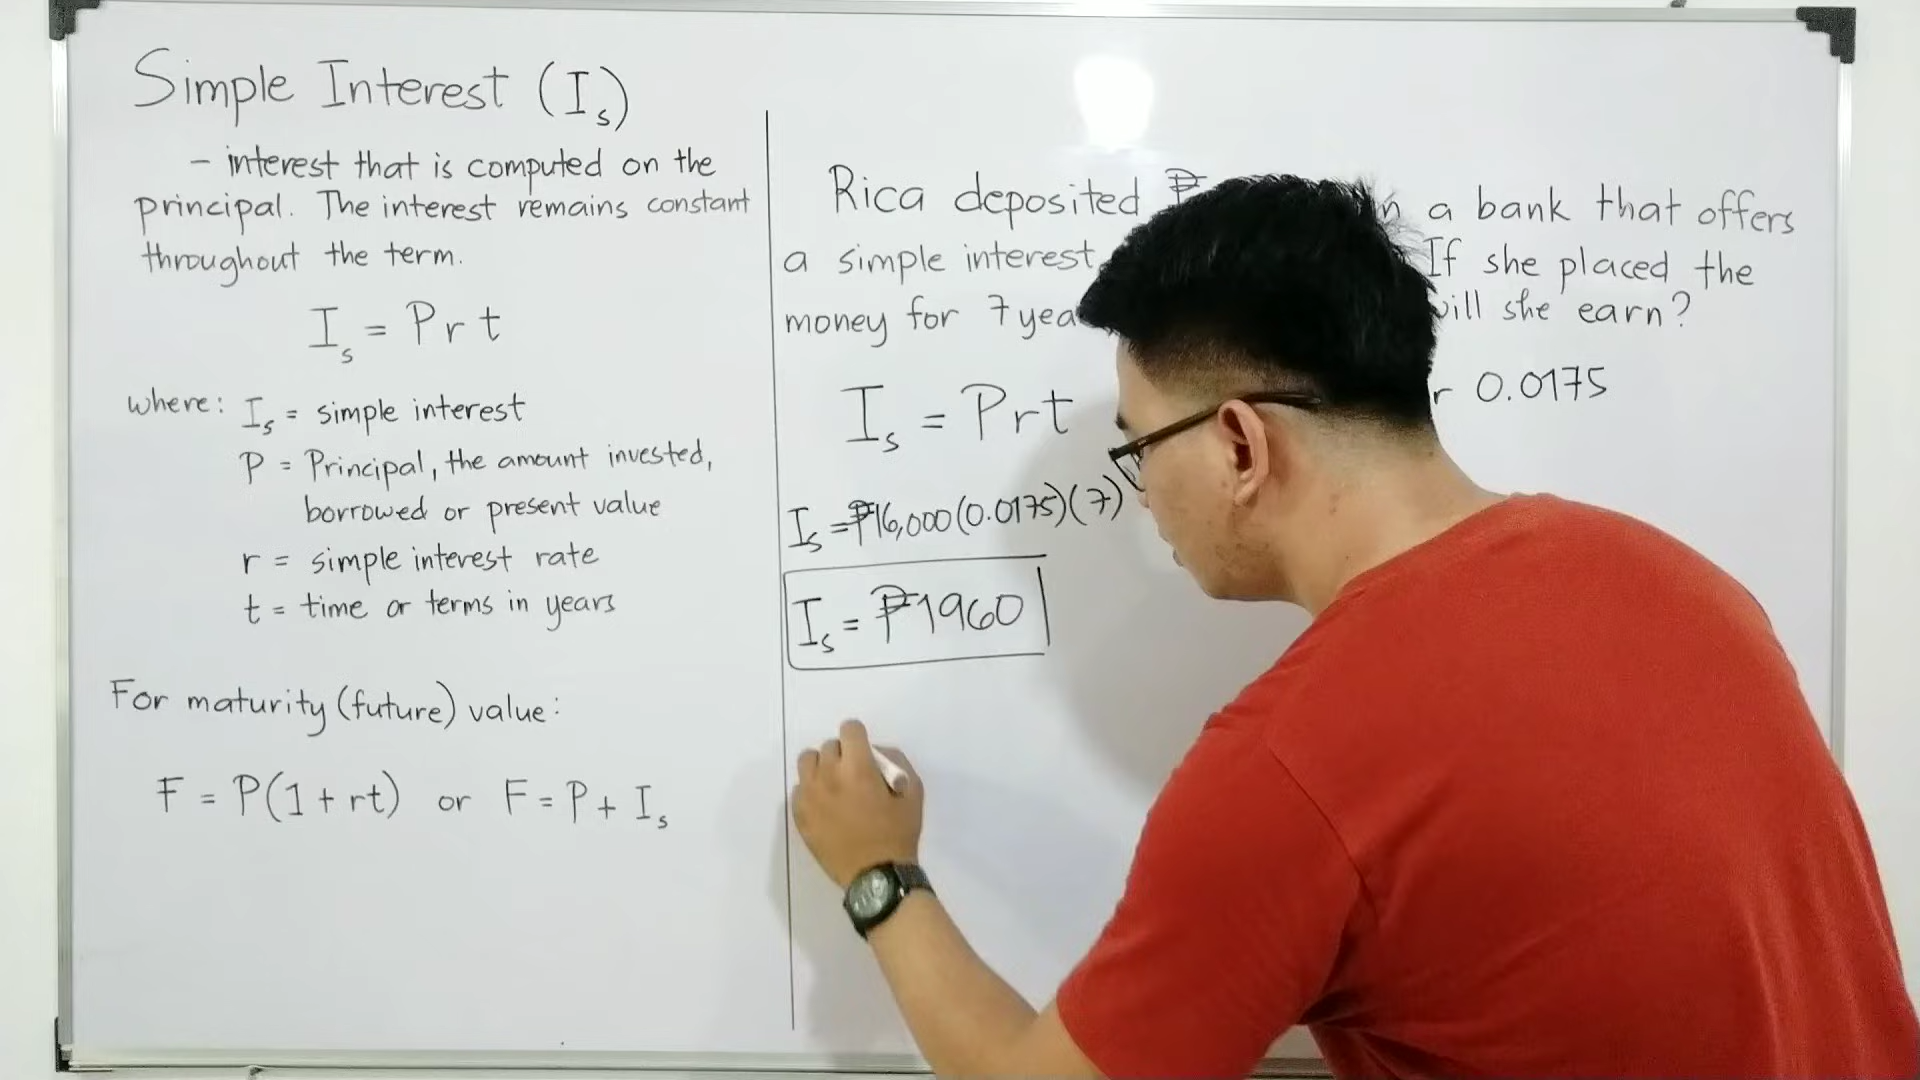 Simple Interest (Is)
- interest that is computed on the
principal. The interest remains constant
throughout the term.
Is = Prt
where: Is = simple interest
P = Principal, the amount invested,
borrowed or present value
r = simple interest rate
t = time or terms in years
For maturity (future) value:
F = P(1 + rt) or F = P + Is
Rica deposited ₱ a bank that offers
a simple interest If she placed the
money for 7 she earn?
Is = Prt 0.0175
Is = ₱16,000(0.0175)(7)
Is = ₱1960